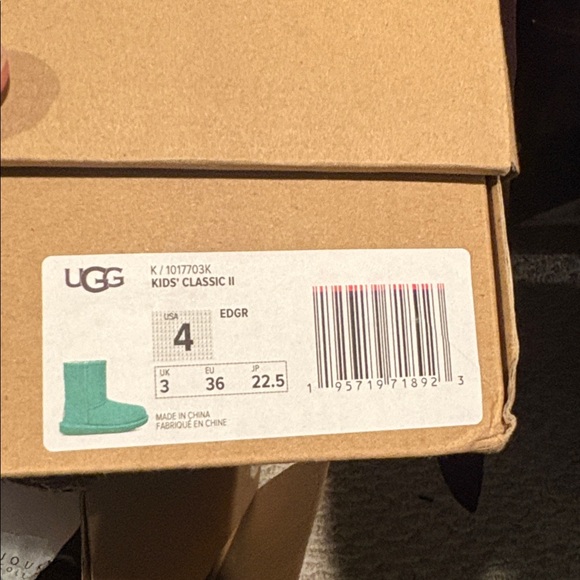 UGG
K / 1017703K
KIDS' CLASSIC II
USA
4
EDGR
UK EU JP
3 36 22.5
MADE IN CHINA
FABRIQUÉ EN CHINE
1 95719 71892 3